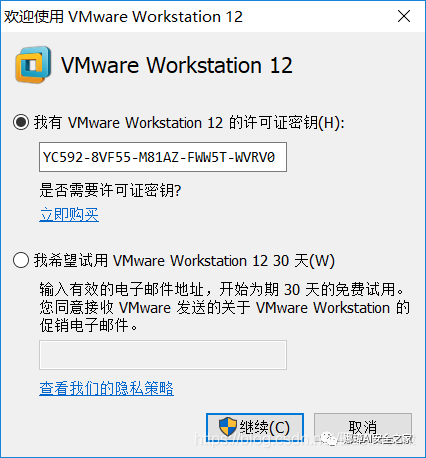 欢迎使用 VMware Workstation 12
VMware Workstation 12
我有 VMware Workstation 12 的许可证密钥(H):
YC592-8VF55-M81AZ-FWW5T-WVRV0
是否需要许可证密钥?
立即购买
我希望试用 VMware Workstation 12 30 天(W)
输入有效的电子邮件地址，开始为期 30 天的免费试用。
您同意接收 VMware 发送的关于 VMware Workstation 的
促销电子邮件。
查看我们的隐私策略
继续(C)
取消
AI安全之家